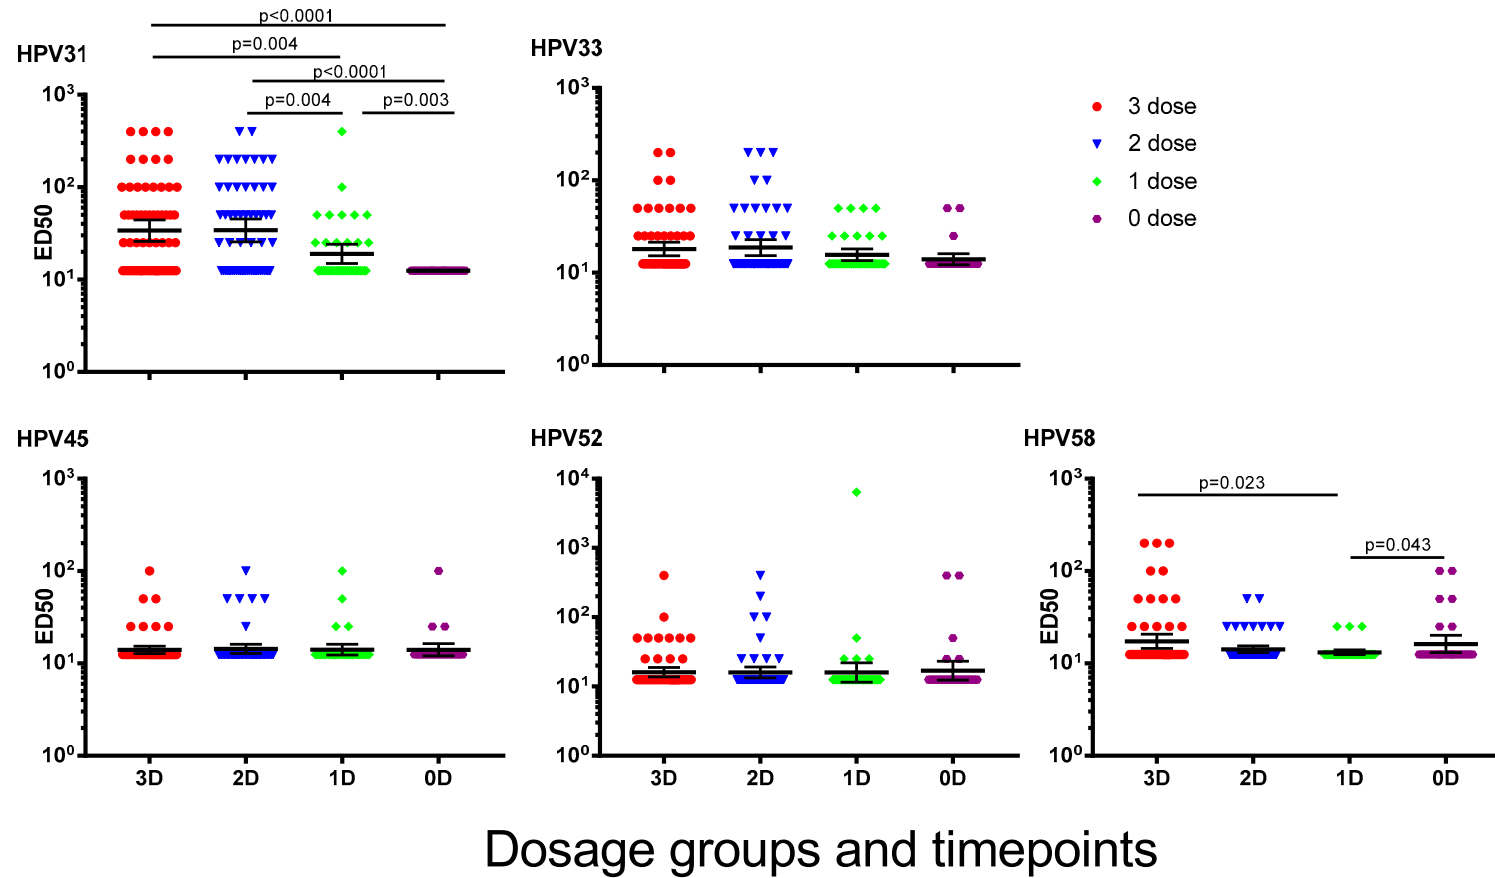 p<0.0001
HPV31
p=0.004
p<0.0001
p=0.004 p=0.003
10³
10²
10¹
10⁰
ED50
HPV33
10³
10²
10¹
10⁰
3 dose
2 dose
1 dose
0 dose
HPV45
10³
10²
10¹
10⁰
ED50
3D 2D 1D 0D
HPV52
10⁴
10³
10²
10¹
10⁰
3D 2D 1D 0D
HPV58
p=0.023
p=0.043
10³
10²
10¹
10⁰
ED50
3D 2D 1D 0D
Dosage groups and timepoints